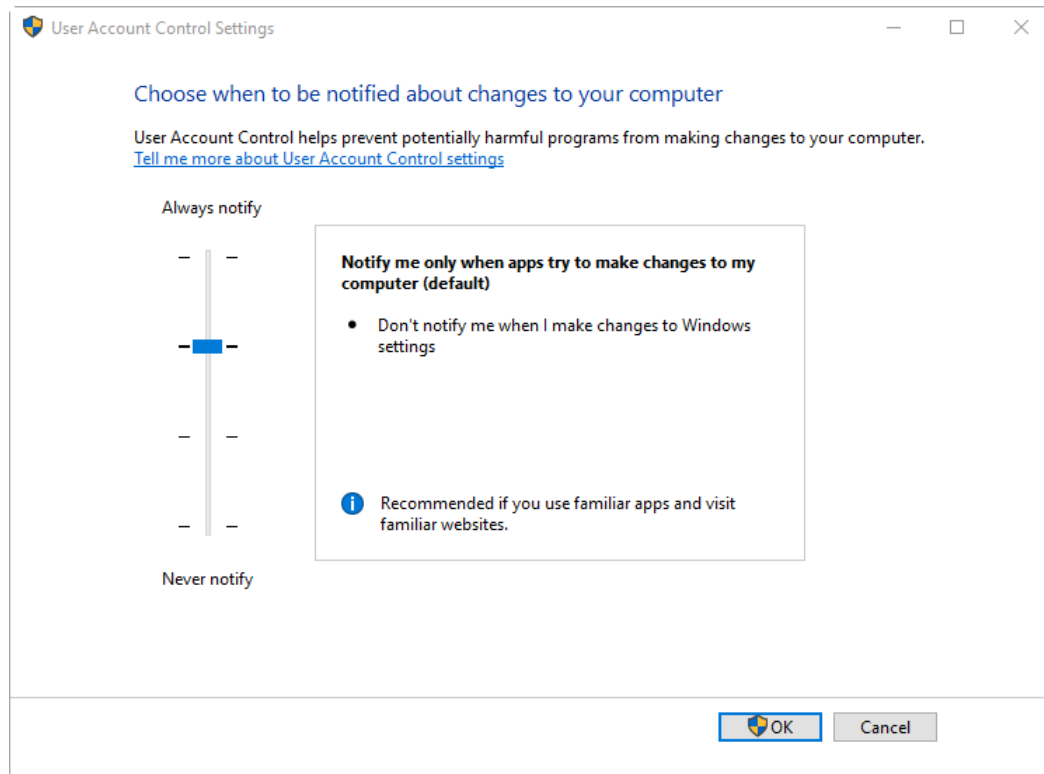 User Account Control Settings
Choose when to be notified about changes to your computer
User Account Control helps prevent potentially harmful programs from making changes to your computer.
Tell me more about User Account Control settings
Always notify
Notify me only when apps try to make changes to my
computer (default)
• Don't notify me when I make changes to Windows
settings
Recommended if you use familiar apps and visit
familiar websites.
Never notify
OK
Cancel